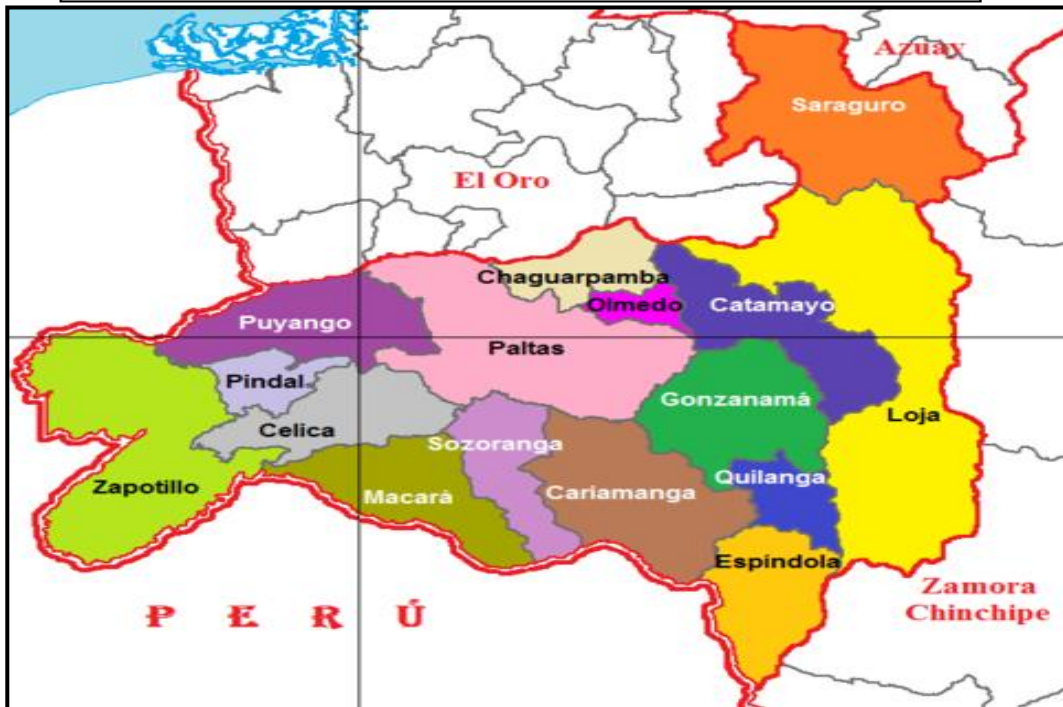 Azuay
Saraguro
El Oro
Chaguarpamba
Olmedo
Catamayo
Puyango
Paltas
Pindal
Gonzanamá
Celica
Loja
Sozoranga
Quilanga
Zapotillo
Macará
Cariamanga
Espíndola
PERÚ
Zamora
Chinchipe